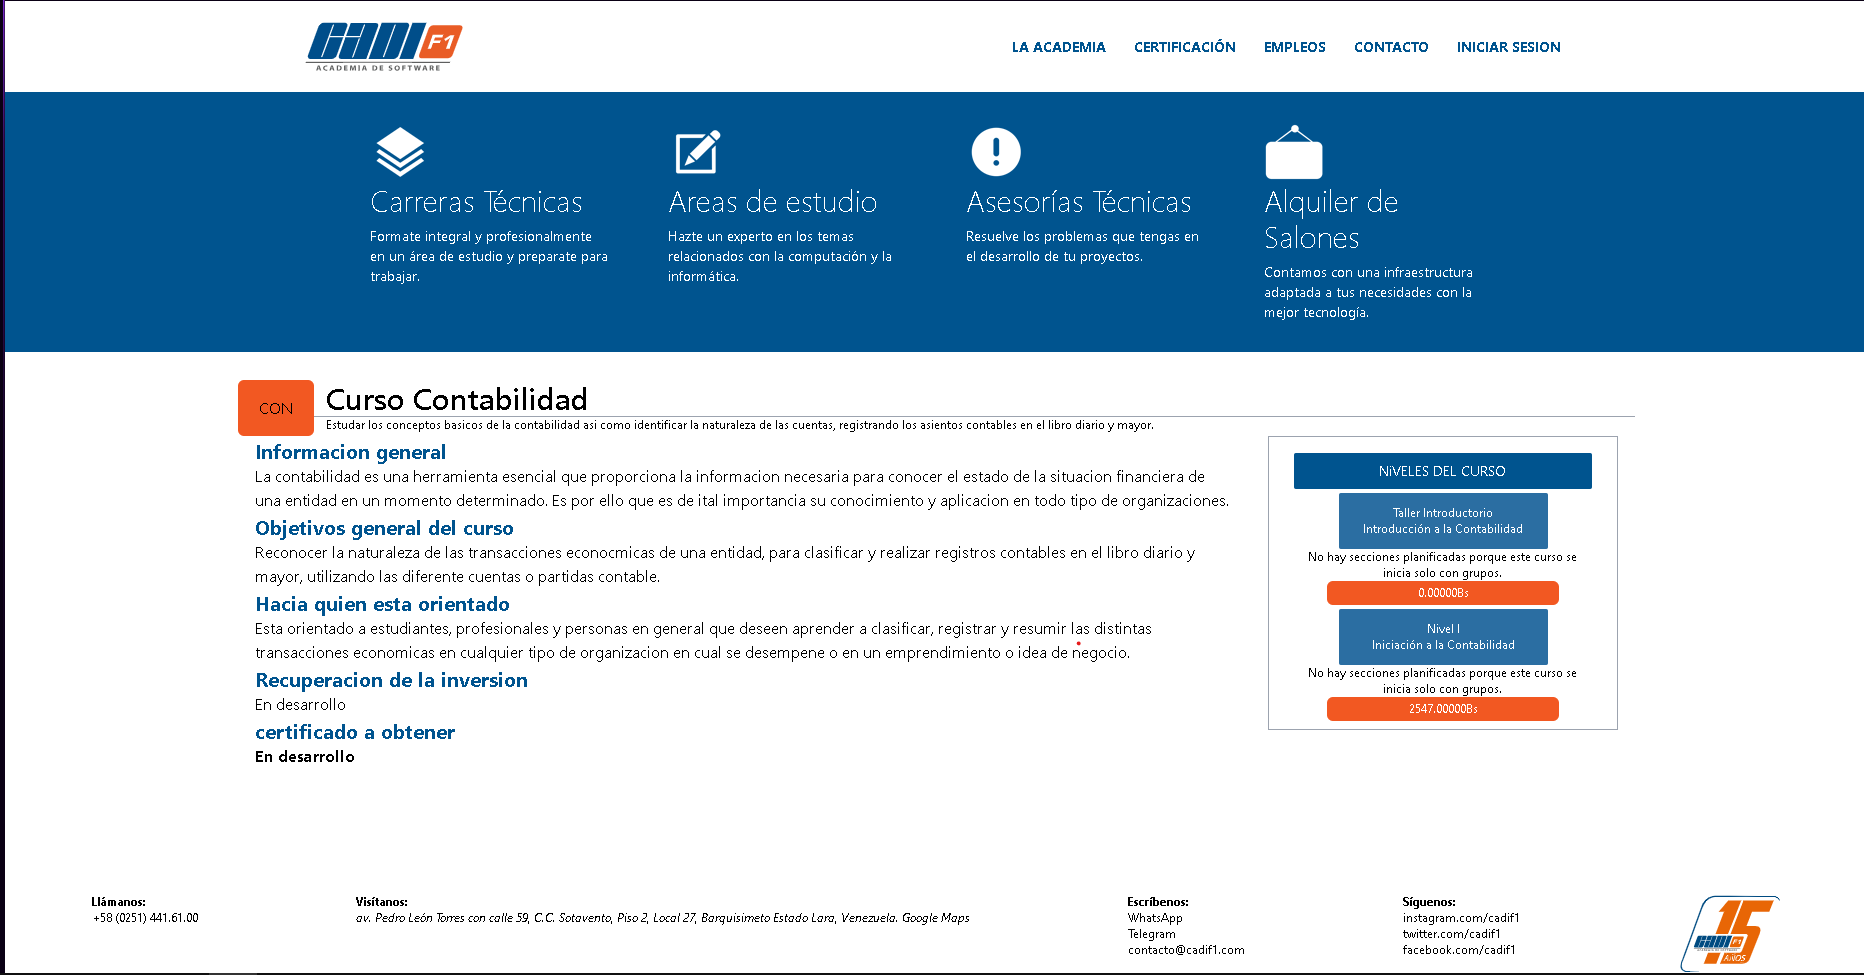 CADI F1
ACADEMIA DE SOFTWARE
LA ACADEMIA
CERTIFICACIÓN
EMPLEOS
CONTACTO
INICIAR SESION
Carreras Técnicas
Formate integral y profesionalmente
en un área de estudio y preparate para
trabajar.
Areas de estudio
Hazte un experto en los temas
relacionados con la computación y la
informática.
Asesorías Técnicas
Resuelve los problemas que tengas en
el desarrollo de tu proyectos.
Alquiler de
Salones
Contamos con una infraestructura
adaptada a tus necesidades con la
mejor tecnología.
CON
Curso Contabilidad
Estudar los conceptos basicos de la contabilidad asi como identificar la naturaleza de las cuentas, registrando los asientos contables en el libro diario y mayor.
Informacion general
La contabilidad es una herramienta esencial que proporciona la informacion necesaria para conocer el estado de la situacion financiera de
una entidad en un momento determinado. Es por ello que es de ital importancia su conocimiento y aplicacion en todo tipo de organizaciones.
Objetivos general del curso
Reconocer la naturaleza de las transacciones econocmicas de una entidad, para clasificar y realizar registros contables en el libro diario y
mayor, utilizando las diferente cuentas o partidas contable.
Hacia quien esta orientado
Esta orientado a estudiantes, profesionales y personas en general que deseen aprender a clasificar, registrar y resumir las distintas
transacciones economicas en cualquier tipo de organizacion en cual se desempene o en un emprendimiento o idea de negocio.
Recuperacion de la inversion
En desarrollo
certificado a obtener
En desarrollo
NiVELES DEL CURSO
Taller Introductorio
Introducción a la Contabilidad
No hay secciones planificadas porque este curso se
inicia solo con grupos.
0.00000Bs
Nivel I
Iniciación a la Contabilidad
No hay secciones planificadas porque este curso se
inicia solo con grupos.
2547.00000Bs
Llámanos:
+58 (0251) 441.61.00
Visítanos:
av. Pedro León Torres con calle 59, C.C. Sotavento, Piso 2, Local 27, Barquisimeto Estado Lara, Venezuela. Google Maps
Escríbenos:
WhatsApp
Telegram
contacto@cadif1.com
Síguenos:
instagram.com/cadif1
twitter.com/cadif1
facebook.com/cadif1
15
CADI F1
AÑOS